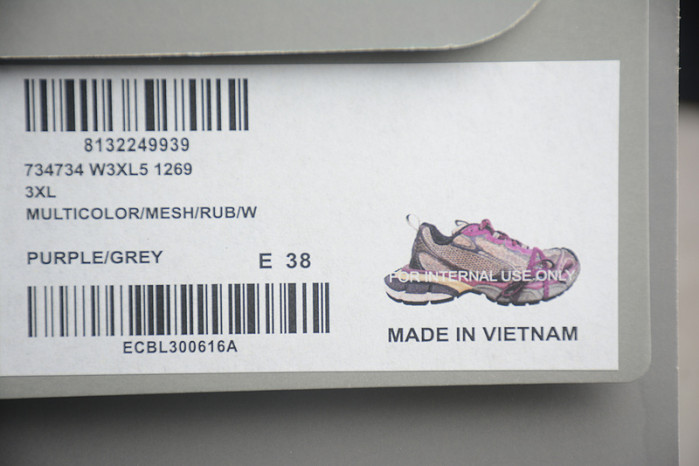 8132249939
734734 W3XL5 1269
3XL
MULTICOLOR/MESH/RUB/W
PURPLE/GREY E 38
ECBL300616A
FOR INTERNAL USE ONLY
MADE IN VIETNAM